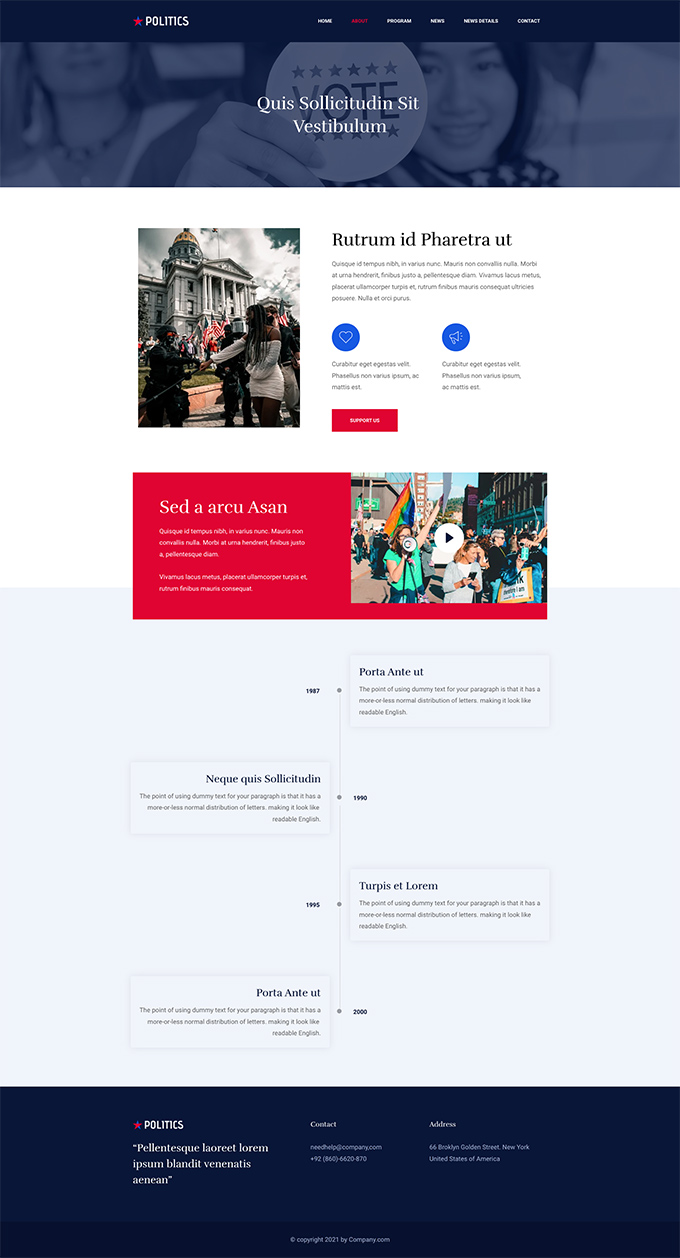 POLITICS
HOME ABOUT PROGRAM NEWS NEWS DETAILS CONTACT
VOTE
Quis Sollicitudin Sit
Vestibulum
Rutrum id Pharetra ut
Quisque id tempus nibh, in varius nunc. Mauris non convallis nulla. Morbi
at urna hendrerit, finibus justo a, pellentesque diam. Vivamus lacus metus,
placerat ullamcorper turpis et, rutrum finibus mauris consequat ultricies
posuere. Nulla et orci purus.
Curabitur eget egestas velit.
Phasellus non varius ipsum, ac
mattis est.
Curabitur eget egestas velit.
Phasellus non varius ipsum,
ac mattis est.
SUPPORT US
Sed a arcu Asan
Quisque id tempus nibh, in varius nunc. Mauris non
convallis nulla. Morbi at urna hendrerit, finibus justo
a, pellentesque diam.
Vivamus lacus metus, placerat ullamcorper turpis et,
rutrum finibus mauris consequat.
1987
Porta Ante ut
The point of using dummy text for your paragraph is that it has a
more-or-less normal distribution of letters. making it look like
readable English.
Neque quis Sollicitudin
The point of using dummy text for your paragraph is that it has a
more-or-less normal distribution of letters. making it look like
readable English.
1990
1995
Turpis et Lorem
The point of using dummy text for your paragraph is that it has a
more-or-less normal distribution of letters. making it look like
readable English.
Porta Ante ut
The point of using dummy text for your paragraph is that it has a
more-or-less normal distribution of letters. making it look like
readable English.
2000
POLITICS
“Pellentesque laoreet lorem
ipsum blandit venenatis
aenean”
Contact
needhelp@company,com
+92 (860)-6620-870
Address
66 Broklyn Golden Street. New York
United States of America
© copyright 2021 by Company.com